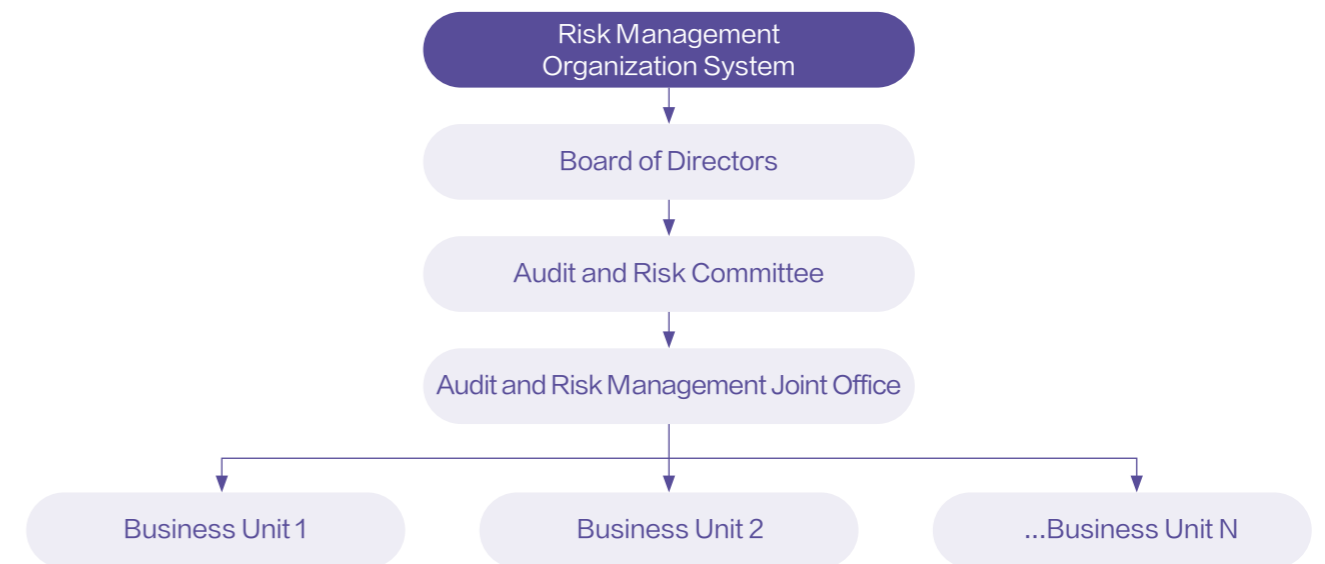 Risk Management
Organization System
Board of Directors
Audit and Risk Committee
Audit and Risk Management Joint Office
Business Unit 1
Business Unit 2
...Business Unit N